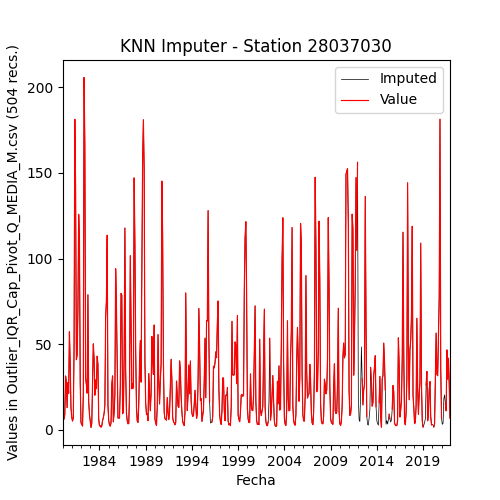 KNN Imputer - Station 28037030
Imputed
Value
Values in Outlier_IQR_Cap_Pivot_Q_MEDIA_M.csv (504 recs.)
200
150
100
50
0
1984 1989 1994 1999 2004 2009 2014 2019
Fecha